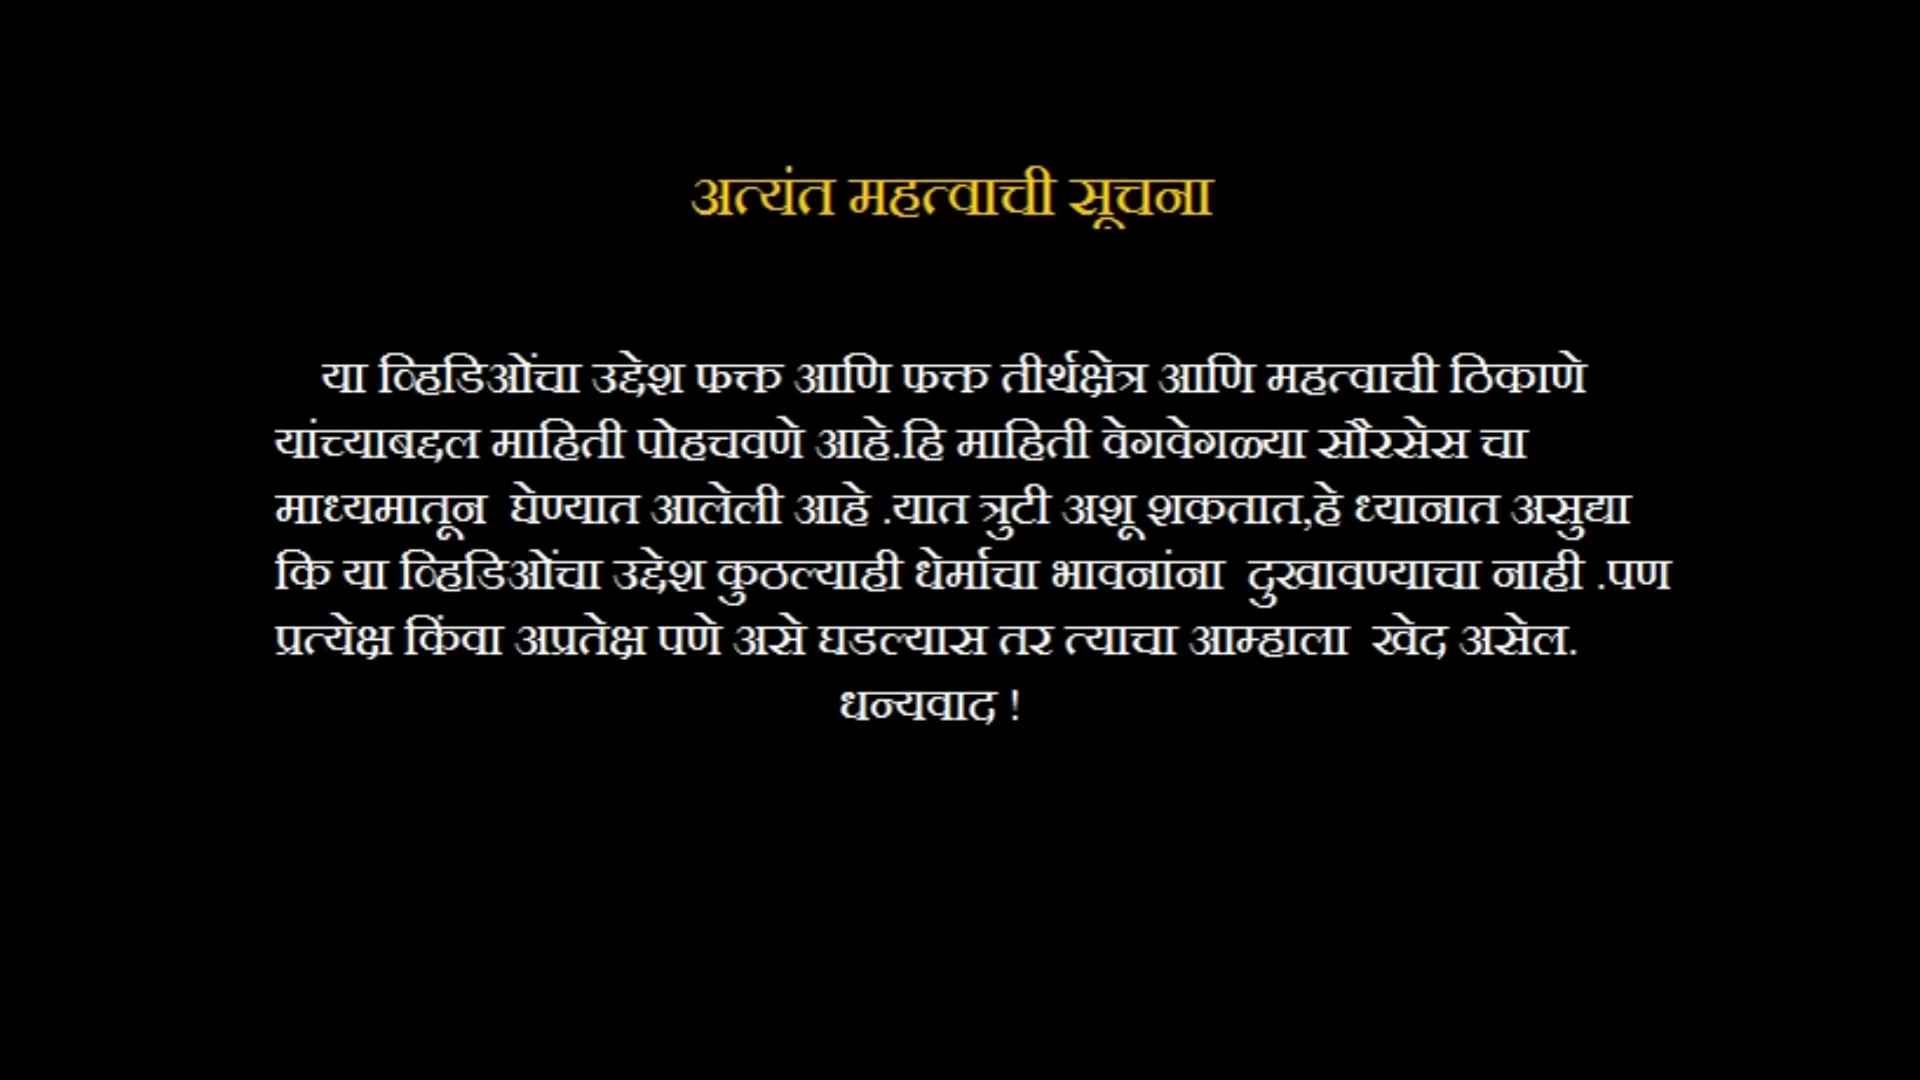 अत्यंत महत्वाची सूचना
या व्हिडिओंचा उद्देश फक्त आणि फक्त तीर्थक्षेत्र आणि महत्वाची ठिकाणे
यांच्याबद्दल माहिती पोहचवणे आहे.हि माहिती वेगवेगळ्या सौरसेस चा
माध्यमातून घेण्यात आलेली आहे .यात त्रुटी अशू शकतात,हे ध्यानात असुद्या
कि या व्हिडिओंचा उद्देश कुठल्याही धेर्माचा भावनांना दुखावण्याचा नाही .पण
प्रत्येक्ष किंवा अप्रतेक्ष पणे असे घडल्यास तर त्याचा आम्हाला खेद असेल.
धन्यवाद !